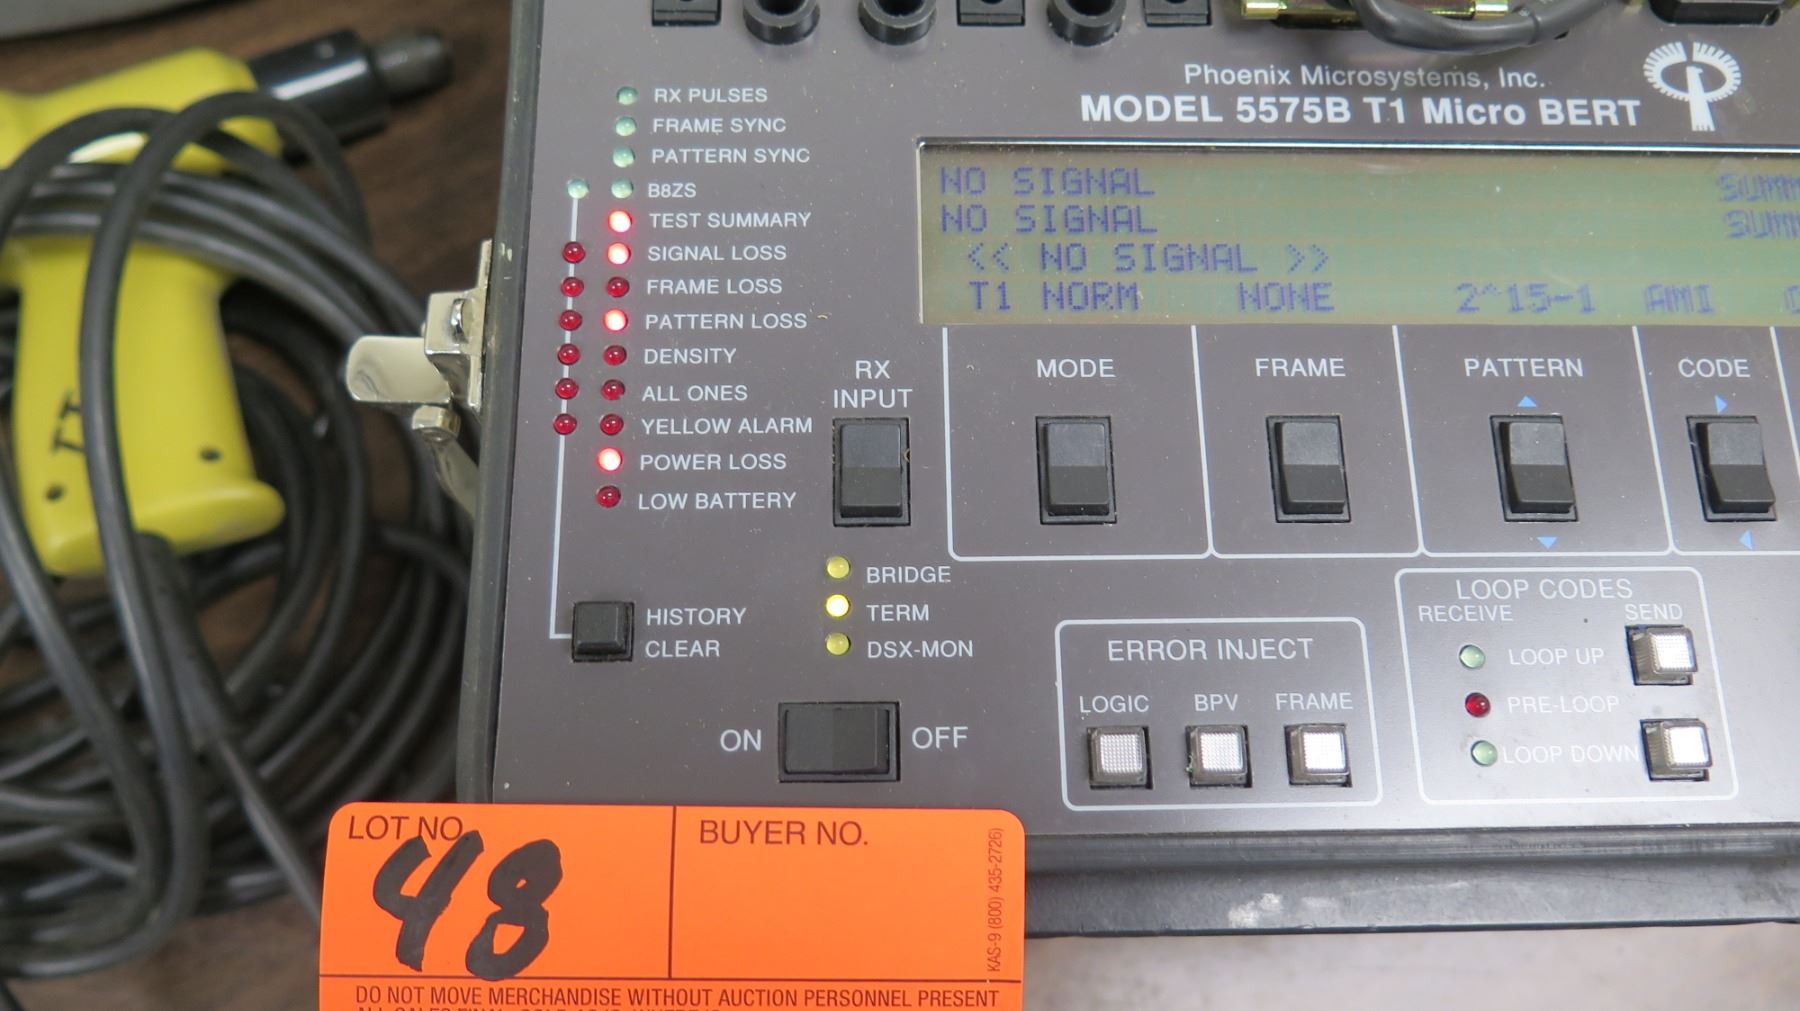 Phoenix Microsystems, Inc.
MODEL 5575B T1 Micro BERT
RX PULSES
FRAME SYNC
PATTERN SYNC
B8ZS
TEST SUMMARY
SIGNAL LOSS
FRAME LOSS
PATTERN LOSS
DENSITY
ALL ONES
YELLOW ALARM
POWER LOSS
LOW BATTERY
HISTORY
CLEAR
NO SIGNAL
NO SIGNAL
<< NO SIGNAL >>
T1 NORM NONE 2^15-1 AMI
RX
INPUT
MODE
FRAME
PATTERN
CODE
BRIDGE
TERM
DSX-MON
ON
OFF
ERROR INJECT
LOGIC BPV FRAME
LOOP CODES
RECEIVE SEND
LOOP UP
PRE-LOOP
LOOP DOWN
LOT NO.
48
BUYER NO.
KAS-9 (800) 435-2726)
DO NOT MOVE MERCHANDISE WITHOUT AUCTION PERSONNEL PRESENT